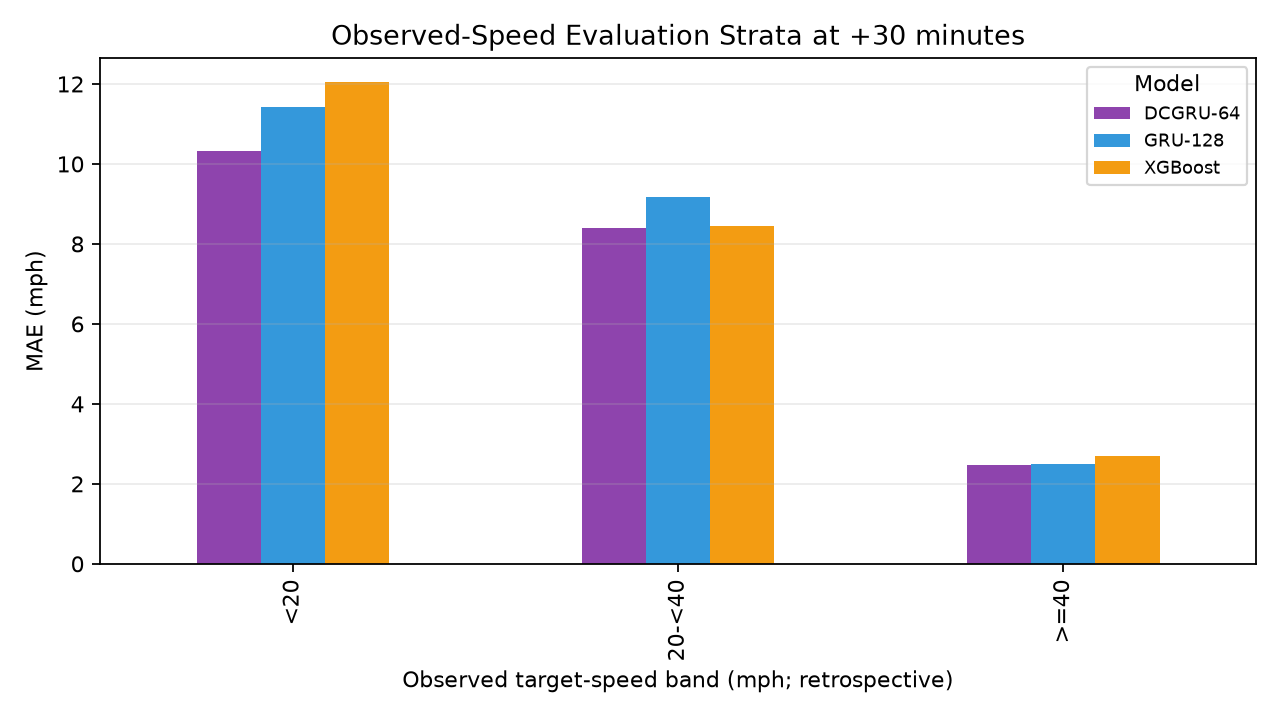 Observed-Speed Evaluation Strata at +30 minutes
Model
DCGRU-64
GRU-128
XGBoost
MAE (mph)
12
10
8
6
4
2
0
<20
20-<40
>=40
Observed target-speed band (mph; retrospective)